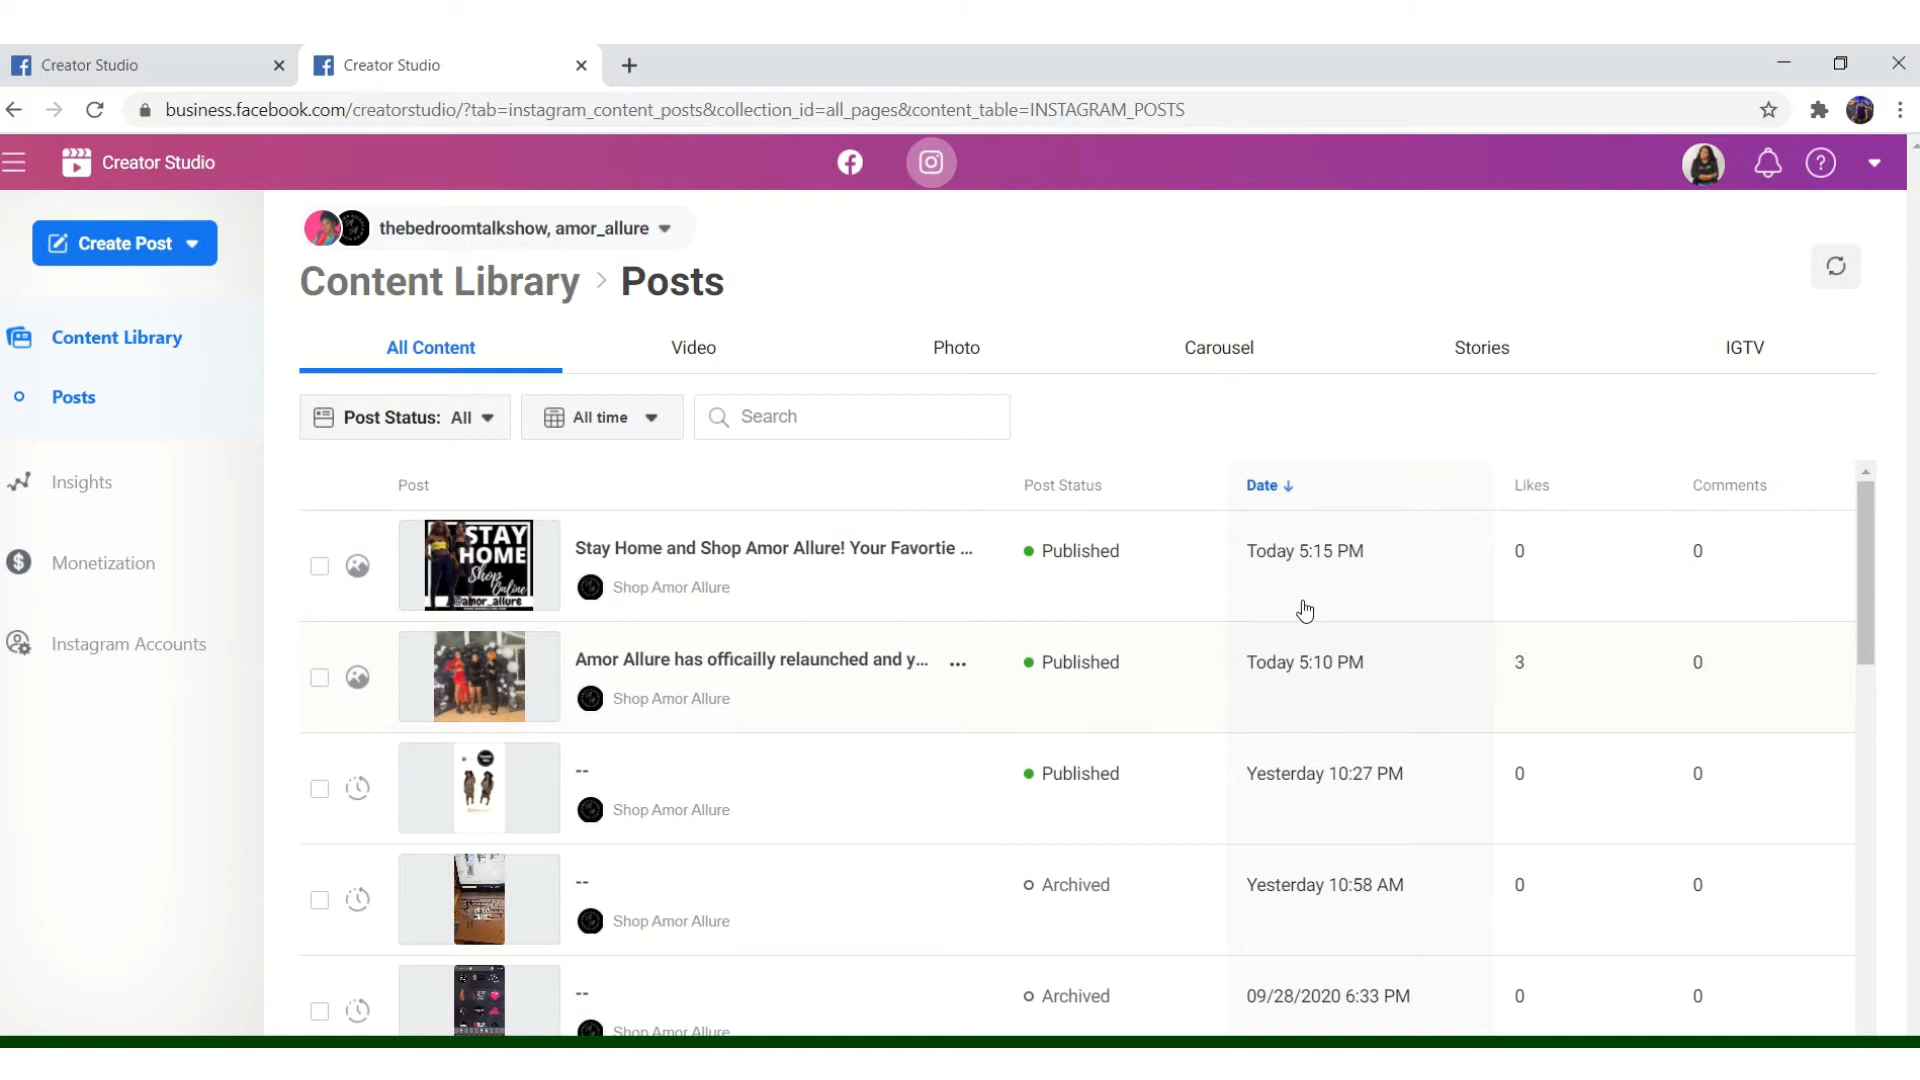 Creator Studio
Creator Studio
business.facebook.com/creatorstudio/?tab=instagram_content_posts&collection_id=all_pages&content_table=INSTAGRAM_POSTS
Creator Studio
Create Post
thebedroomtalkshow, amor_allure
Content Library > Posts
Content Library
Posts
Insights
Monetization
Instagram Accounts
All Content Video Photo Carousel Stories IGTV
Post Status: All All time Search
Post Post Status Date ↓ Likes Comments
STAY
HOME
Shop
Online
@amor_allure
Stay Home and Shop Amor Allure! Your Favortie ... Published Today 5:15 PM 0 0
Shop Amor Allure
Amor Allure has officailly relaunched and y... ... Published Today 5:10 PM 3 0
Shop Amor Allure
-- Published Yesterday 10:27 PM 0 0
Shop Amor Allure
-- Archived Yesterday 10:58 AM 0 0
Shop Amor Allure
-- Archived 09/28/2020 6:33 PM 0 0
Shop Amor Allure